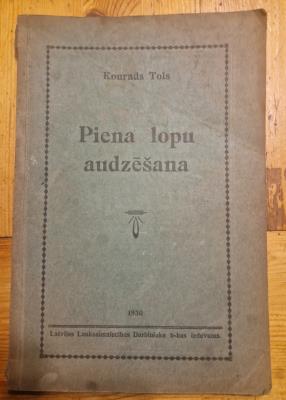 Konrads Tols
Piena lopu
audzēšana
1930
Latvijas Lauksaimniecības Darbinieku b-bas izdevums.